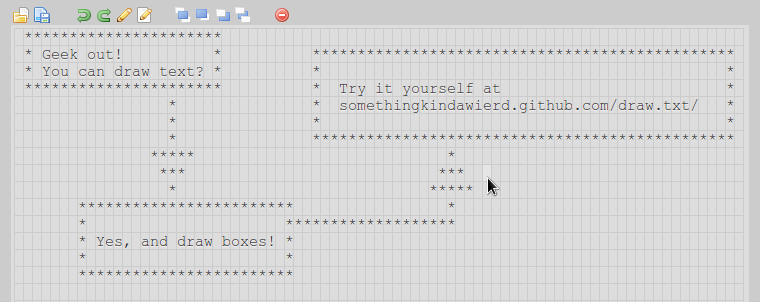 Geek out!
You can draw text?
Try it yourself at
somethingkindawierd.github.com/draw.txt/
Yes, and draw boxes!